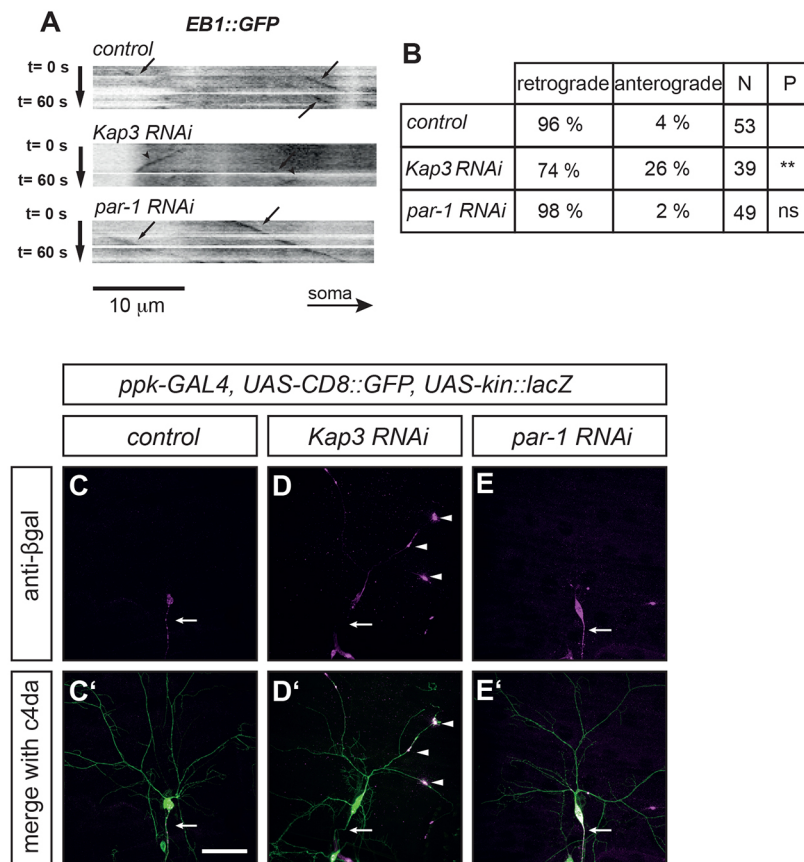 A
EB1::GFP
control
t= 0 s
t= 60 s
Kap3 RNAi
t= 0 s
t= 60 s
par-1 RNAi
t= 0 s
t= 60 s
10 µm
soma
B
retrograde anterograde N P
control 96 % 4 % 53
Kap3 RNAi 74 % 26 % 39 **
par-1 RNAi 98 % 2 % 49 ns
ppk-GAL4, UAS-CD8::GFP, UAS-kin::lacZ
control Kap3 RNAi par-1 RNAi
anti-βgal
C D E
merge with c4da
C‘ D‘ E‘